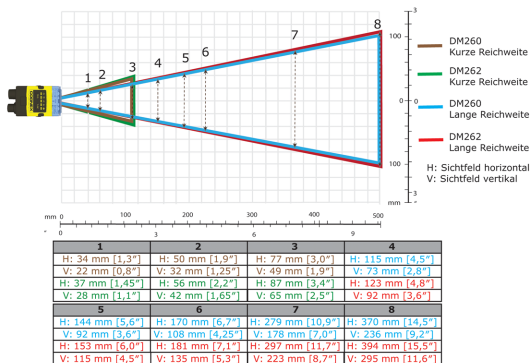 3
8
100
7
6
5
4
3
2
1
0
0
100
3
mm "
DM260
Kurze Reichweite
DM262
Kurze Reichweite
DM260
Lange Reichweite
DM262
Lange Reichweite
H: Sichtfeld horizontal
V: Sichtfeld vertikal
mm 0 100 200 300 400 500
" 0 3 6 9
1 2 3 4
H: 34 mm [1,3"] H: 50 mm [1,9"] H: 77 mm [3,0"] H: 115 mm [4,5"]
V: 22 mm [0,8"] V: 32 mm [1,25"] V: 49 mm [1,9"] V: 73 mm [2,8"]
H: 37 mm [1,45"] H: 56 mm [2,2"] H: 87 mm [3,4"] H: 123 mm [4,8"]
V: 28 mm [1,1"] V: 42 mm [1,65"] V: 65 mm [2,5"] V: 92 mm [3,6"]
5 6 7 8
H: 144 mm [5,6"] H: 170 mm [6,7"] H: 279 mm [10,9"] H: 370 mm [14,5"]
V: 92 mm [3,6"] V: 108 mm [4,25"] V: 178 mm [7,0"] V: 236 mm [9,2"]
H: 153 mm [6,0"] H: 181 mm [7,1"] H: 297 mm [11,7"] H: 394 mm [15,5"]
V: 115 mm [4,5"] V: 135 mm [5,3"] V: 223 mm [8,7"] V: 295 mm [11,6"]